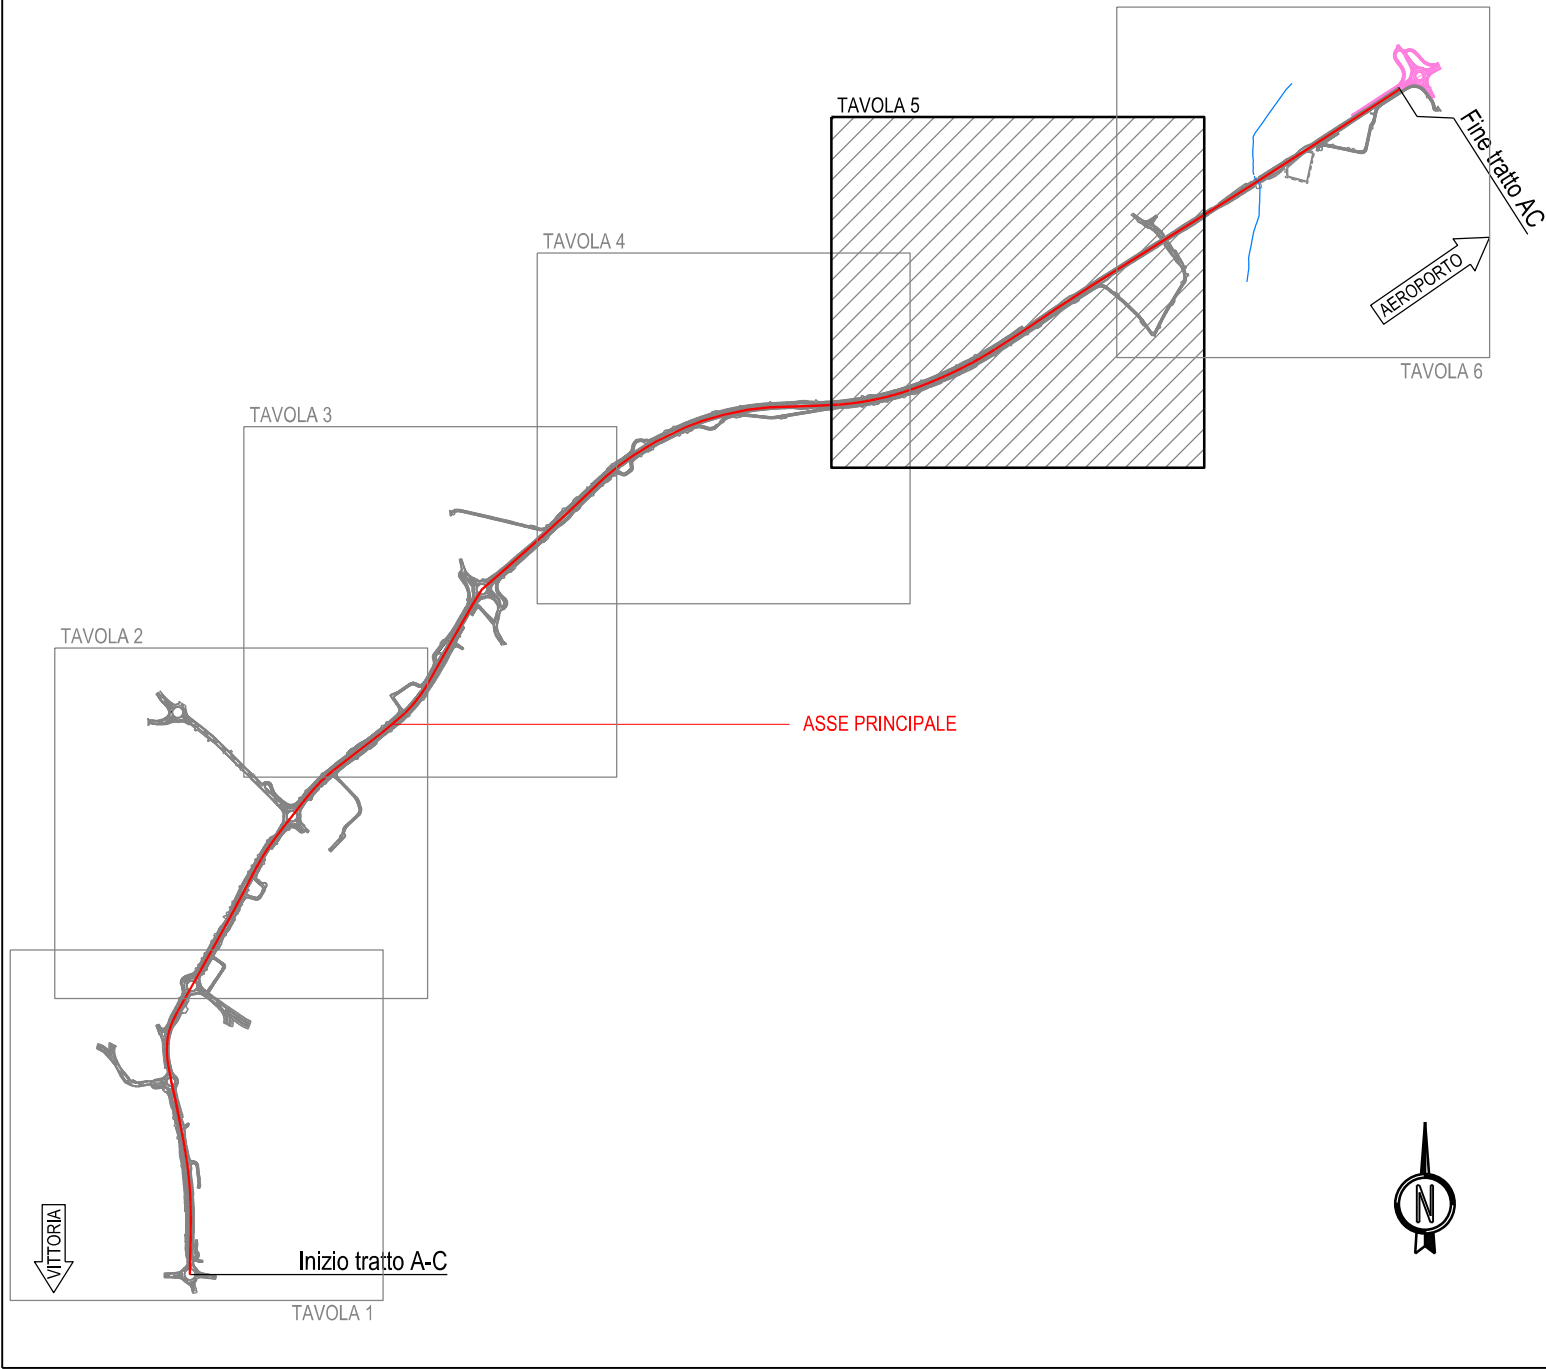 TAVOLA 5
Fine tratto AC
TAVOLA 4
AEROPORTO
TAVOLA 6
TAVOLA 3
TAVOLA 2
ASSE PRINCIPALE
N
VITTORIA
Inizio tratto A-C
TAVOLA 1